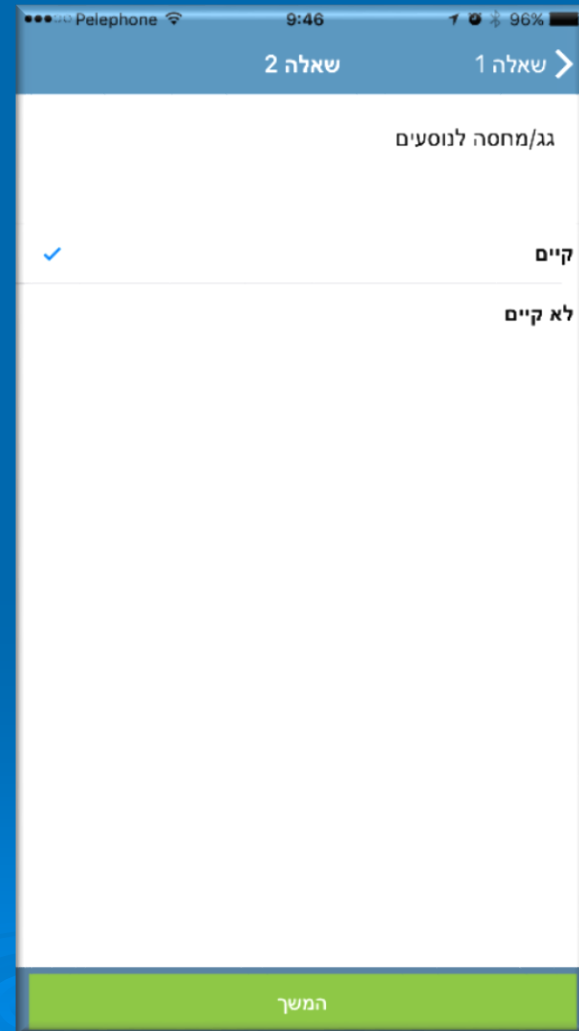 Pelephone 9:46 96%
שאלה 1 שאלה 2
גג/מחסה לנוסעים
קיים
לא קיים
המשך